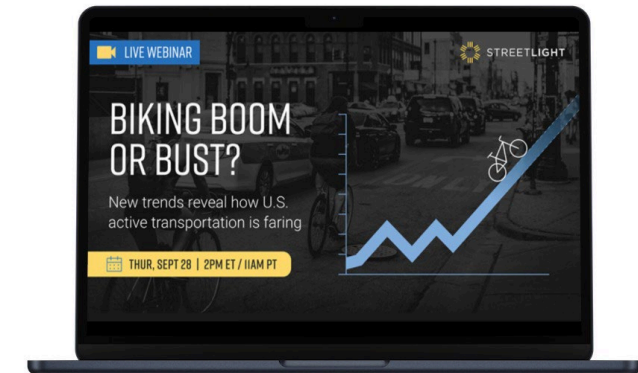 LIVE WEBINAR
STREETLIGHT
BIKING BOOM
OR BUST?
New trends reveal how U.S.
active transportation is faring
THUR, SEPT 28 | 2PM ET / 11AM PT